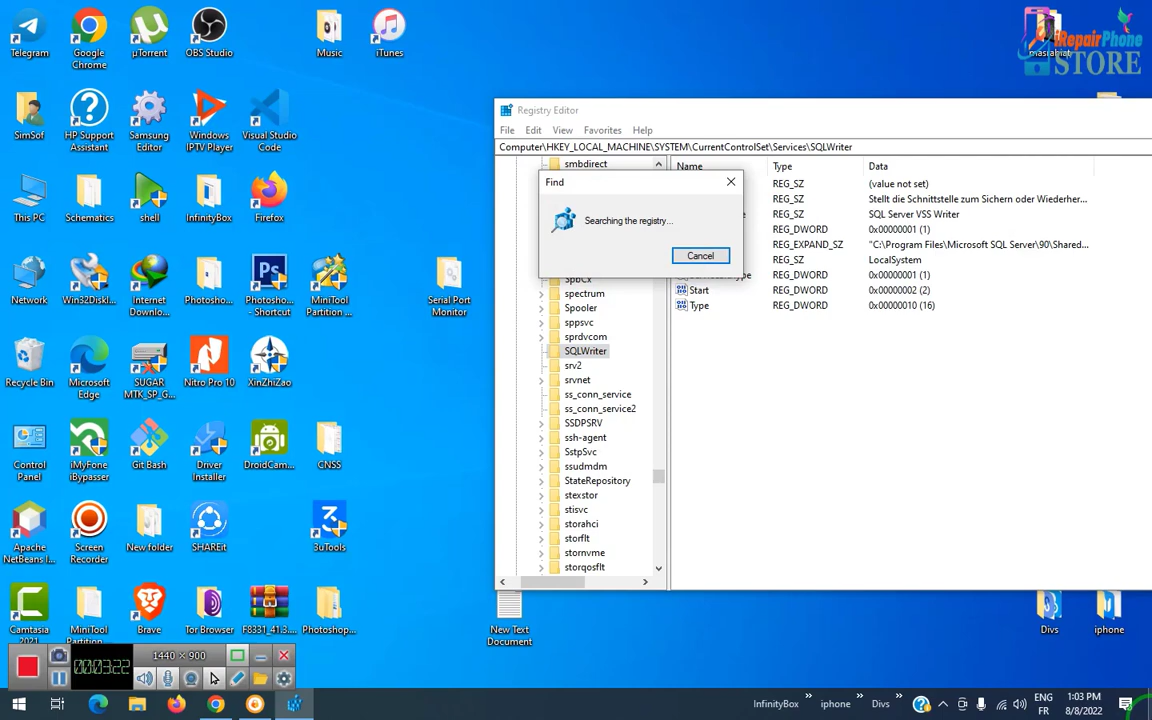 Telegram
Google
Chrome
µTorrent
OBS Studio
Music
iTunes
iRepairPhone
STORE
SimSof
HP Support
Assistant
Samsung
Editor
Windows
IPTV Player
Visual Studio
Code
This PC
Schematics
shell
InfinityBox
Firefox
Network
Win32Diskl...
Internet
Downlo...
Photosho...
Photosho...
- Shortcut
MiniTool
Partition ...
Serial Port
Monitor
Recycle Bin
Microsoft
Edge
SUGAR
MTK_SP_G...
Nitro Pro 10
XinZhiZao
Control
Panel
iMyFone
iBypasser
Git Bash
Driver
Installer
DroidCam...
CNSS
Apache
NetBeans I...
Screen
Recorder
New folder
SHAREit
3uTools
Camtasia
2021
MiniTool
Partition
Brave
Tor Browser
F8331_41.3....
Photoshop...
New Text
Document
Divs
iphone
Registry Editor
File Edit View Favorites Help
Computer\HKEY_LOCAL_MACHINE\SYSTEM\CurrentControlSet\Services\SQLWriter
smbdirect
Name Type Data
Find
Searching the registry...
Cancel
REG_SZ (value not set)
REG_SZ Stellt die Schnittstelle zum Sichern oder Wiederher...
REG_SZ SQL Server VSS Writer
REG_DWORD 0x00000001 (1)
REG_EXPAND_SZ "C:\Program Files\Microsoft SQL Server\90\Shared...
REG_SZ LocalSystem
REG_DWORD 0x00000001 (1)
Start REG_DWORD 0x00000002 (2)
Type REG_DWORD 0x00000010 (16)
SpbCx
spectrum
Spooler
sppsvc
sprdvcom
SQLWriter
srv2
srvnet
ss_conn_service
ss_conn_service2
SSDPSRV
ssh-agent
SstpSvc
ssudmdm
StateRepository
stexstor
stisvc
storahci
storflt
stornvme
storqosflt
1440 × 900
00:03:22
InfinityBox
iphone
Divs
ENG
FR
1:03 PM
8/8/2022